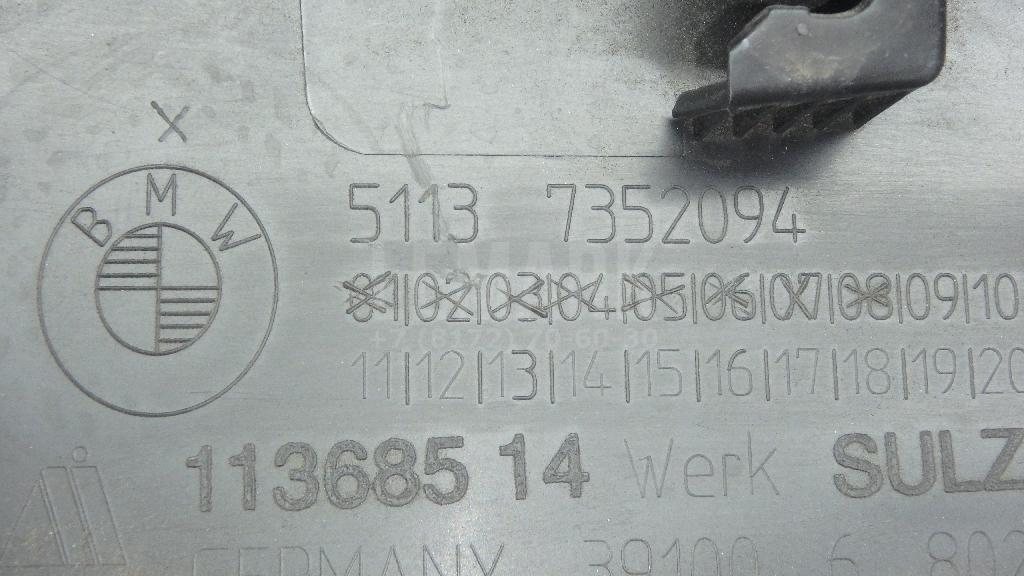 X
BMW
5113 7352094
01|02|03|04|05|06|07|08|09|10
LEMARK
+7 (8172) 70-60-30
11|12|13|14|15|16|17|18|19|20
113685 14 Werk SULZ
GERMANY 39100 6 802